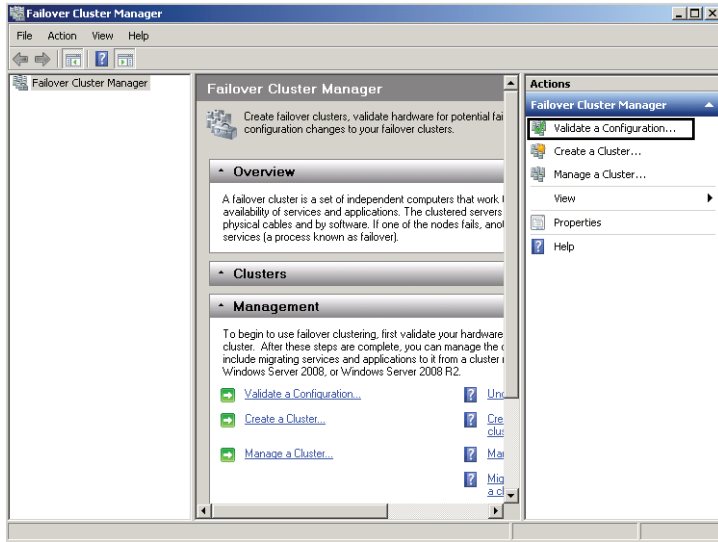 Failover Cluster Manager
File Action View Help
Failover Cluster Manager
Failover Cluster Manager
Create failover clusters, validate hardware for potential fai
configuration changes to your failover clusters.
Overview
A failover cluster is a set of independent computers that work
availability of services and applications. The clustered servers
physical cables and by software. If one of the nodes fails, anot
services (a process known as failover).
Clusters
Management
To begin to use failover clustering, first validate your hardware
cluster. After these steps are complete, you can manage the
include migrating services and applications to it from a cluster
Windows Server 2008, or Windows Server 2008 R2.
Validate a Configuration...
Create a Cluster...
Manage a Cluster...
Und
Cre
clus
Mai
Mig
a cl
Actions
Failover Cluster Manager
Validate a Configuration...
Create a Cluster...
Manage a Cluster...
View
Properties
Help